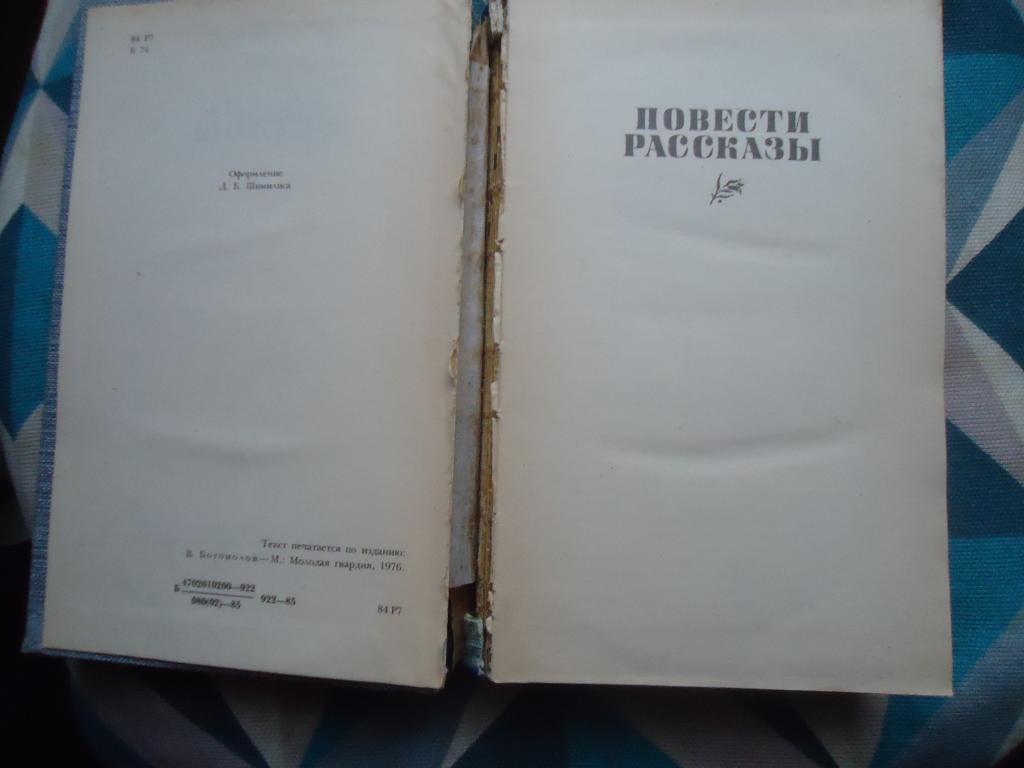 84 Р7
Б 74
Оформление
Д. Б. Шимилиса
Текст печатается по изданию:
В. Богомолов.—М.: Молодая гвардия, 1976.
Б 4702010200—922
080(02)—85
922—85
84 Р7
ПОВЕСТИ
РАССКАЗЫ